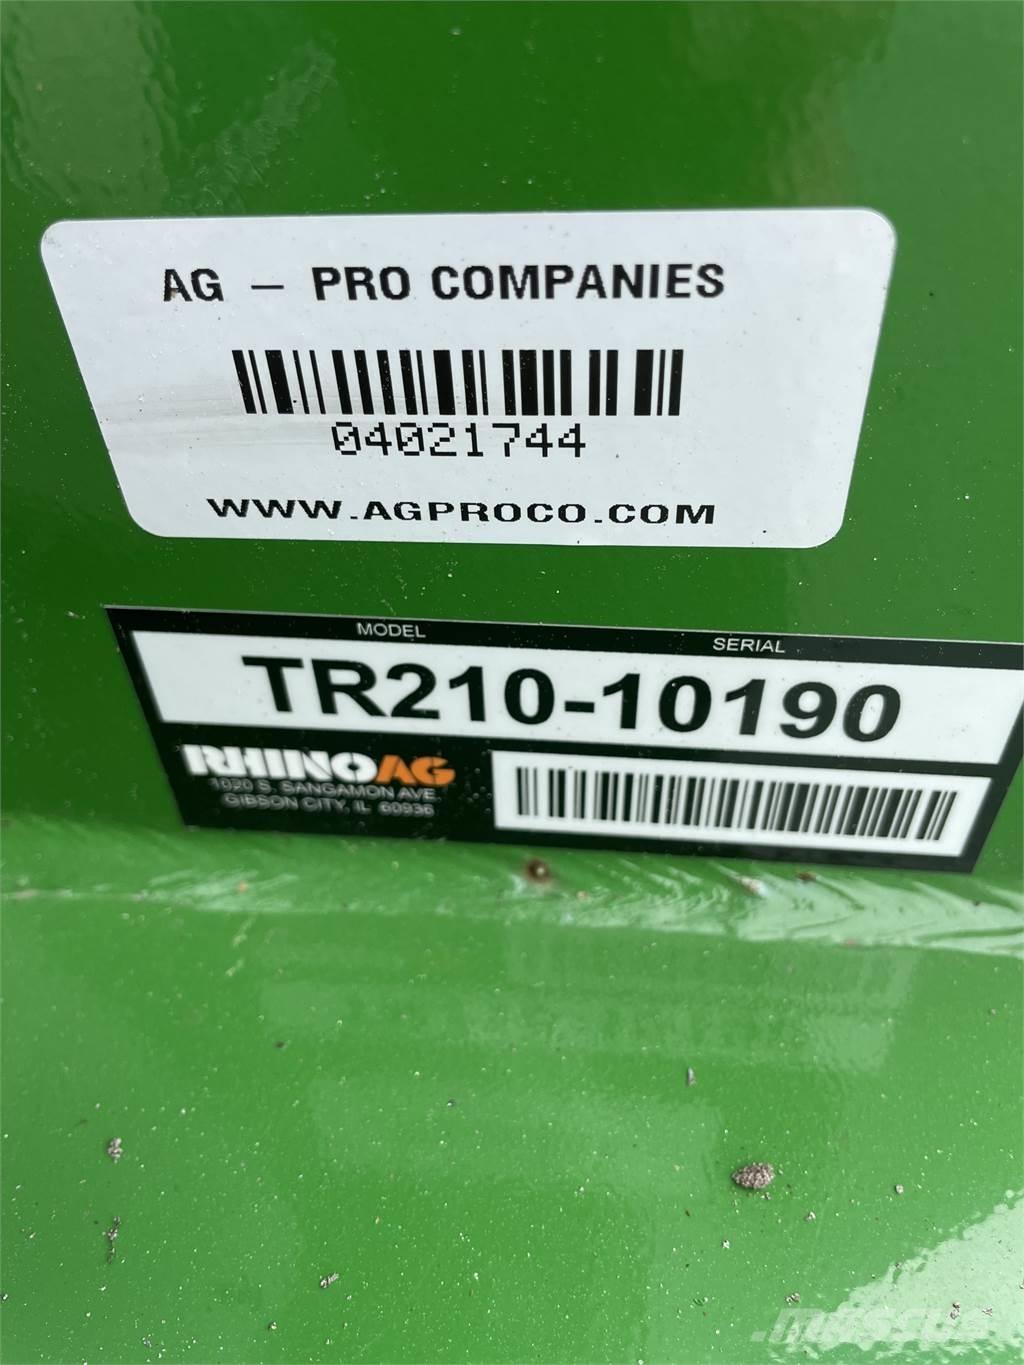 AG – PRO COMPANIES
04021744
WWW.AGPROCO.COM
MODEL SERIAL
TR210-10190
RHINOAG
1020 S. SANGAMON AVE.
GIBSON CITY, IL 60936
MASCUS